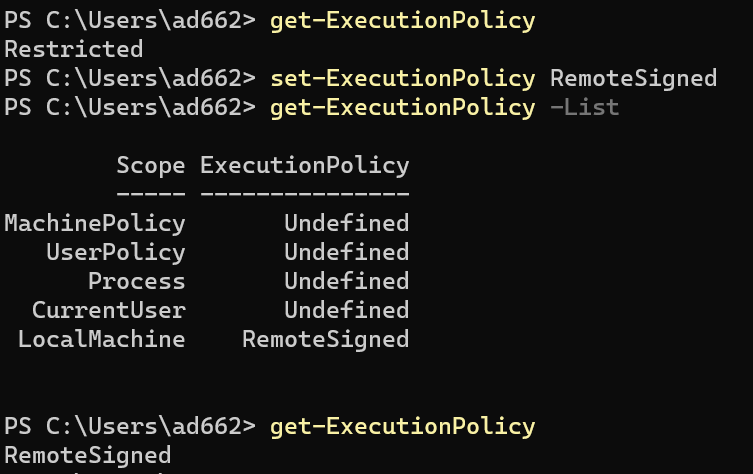 PS C:\Users\ad662> get-ExecutionPolicy
Restricted
PS C:\Users\ad662> set-ExecutionPolicy RemoteSigned
PS C:\Users\ad662> get-ExecutionPolicy -List
Scope ExecutionPolicy
----- ---------------
MachinePolicy Undefined
UserPolicy Undefined
Process Undefined
CurrentUser Undefined
LocalMachine RemoteSigned
PS C:\Users\ad662> get-ExecutionPolicy
RemoteSigned